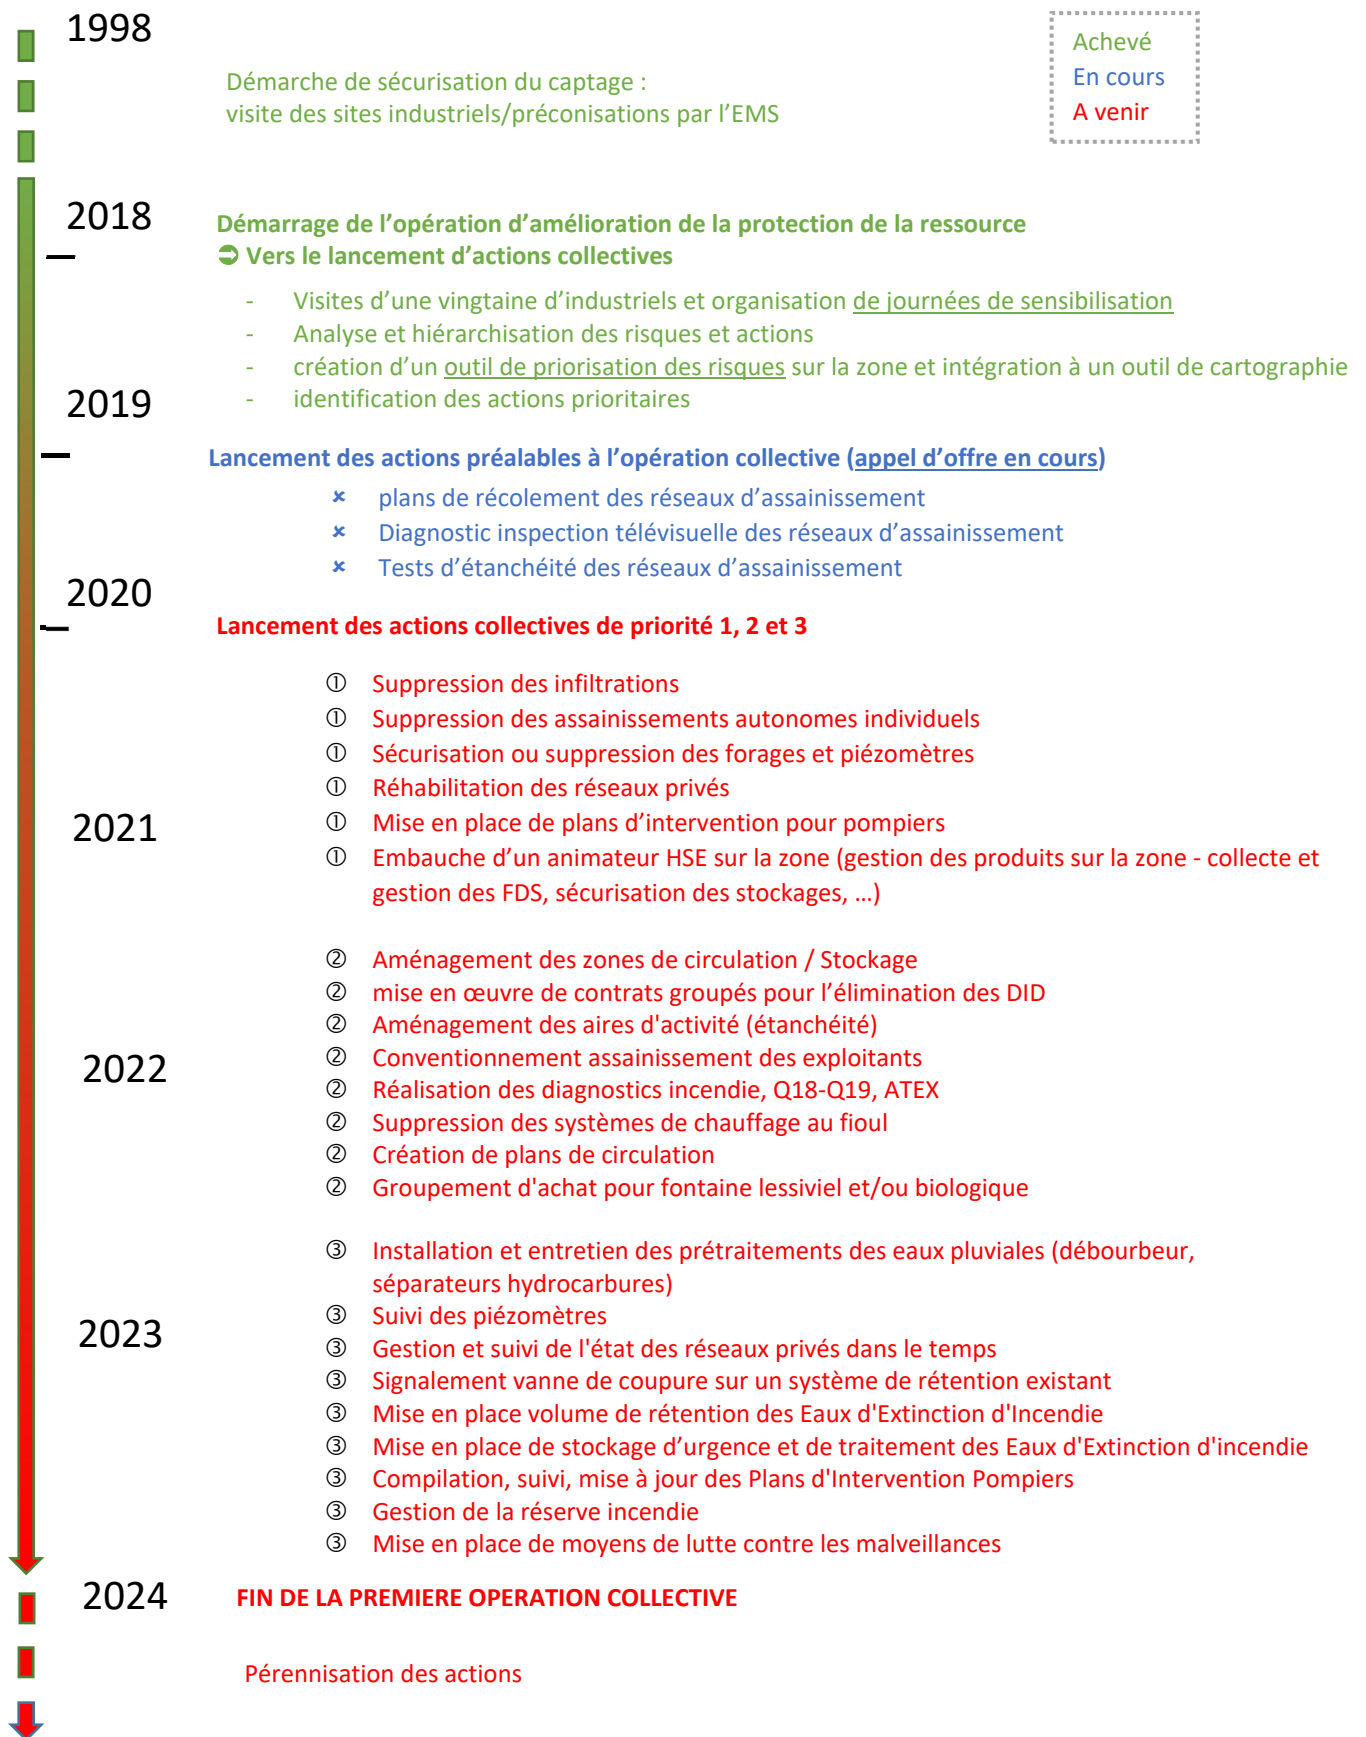 1998
Achevé
En cours
A venir
Démarche de sécurisation du captage :
visite des sites industriels/préconisations par l’EMS
2018
Démarrage de l’opération d’amélioration de la protection de la ressource
➲ Vers le lancement d’actions collectives
- Visites d’une vingtaine d’industriels et organisation de journées de sensibilisation
- Analyse et hiérarchisation des risques et actions
- création d’un outil de priorisation des risques sur la zone et intégration à un outil de cartographie
2019
- identification des actions prioritaires
Lancement des actions préalables à l’opération collective (appel d’offre en cours)
× plans de récolement des réseaux d’assainissement
× Diagnostic inspection télévisuelle des réseaux d’assainissement
× Tests d’étanchéité des réseaux d’assainissement
2020
Lancement des actions collectives de priorité 1, 2 et 3
① Suppression des infiltrations
① Suppression des assainissements autonomes individuels
① Sécurisation ou suppression des forages et piézomètres
① Réhabilitation des réseaux privés
2021
① Mise en place de plans d’intervention pour pompiers
① Embauche d’un animateur HSE sur la zone (gestion des produits sur la zone - collecte et
gestion des FDS, sécurisation des stockages, …)
② Aménagement des zones de circulation / Stockage
② mise en œuvre de contrats groupés pour l’élimination des DID
② Aménagement des aires d'activité (étanchéité)
2022
② Conventionnement assainissement des exploitants
② Réalisation des diagnostics incendie, Q18-Q19, ATEX
② Suppression des systèmes de chauffage au fioul
② Création de plans de circulation
② Groupement d'achat pour fontaine lessiviel et/ou biologique
③ Installation et entretien des prétraitements des eaux pluviales (débourbeur,
séparateurs hydrocarbures)
③ Suivi des piézomètres
2023
③ Gestion et suivi de l'état des réseaux privés dans le temps
③ Signalement vanne de coupure sur un système de rétention existant
③ Mise en place volume de rétention des Eaux d'Extinction d'Incendie
③ Mise en place de stockage d’urgence et de traitement des Eaux d'Extinction d'incendie
③ Compilation, suivi, mise à jour des Plans d'Intervention Pompiers
③ Gestion de la réserve incendie
③ Mise en place de moyens de lutte contre les malveillances
2024
FIN DE LA PREMIERE OPERATION COLLECTIVE
Pérennisation des actions